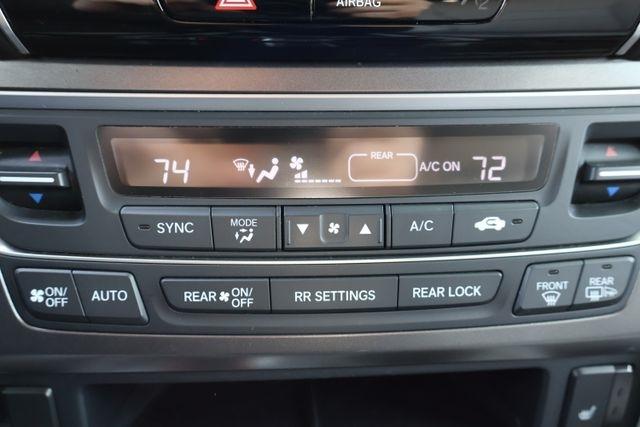 AIRBAG
74 REAR A/C ON 72
SYNC MODE A/C
ON/OFF AUTO REAR ON/OFF RR SETTINGS REAR LOCK FRONT REAR